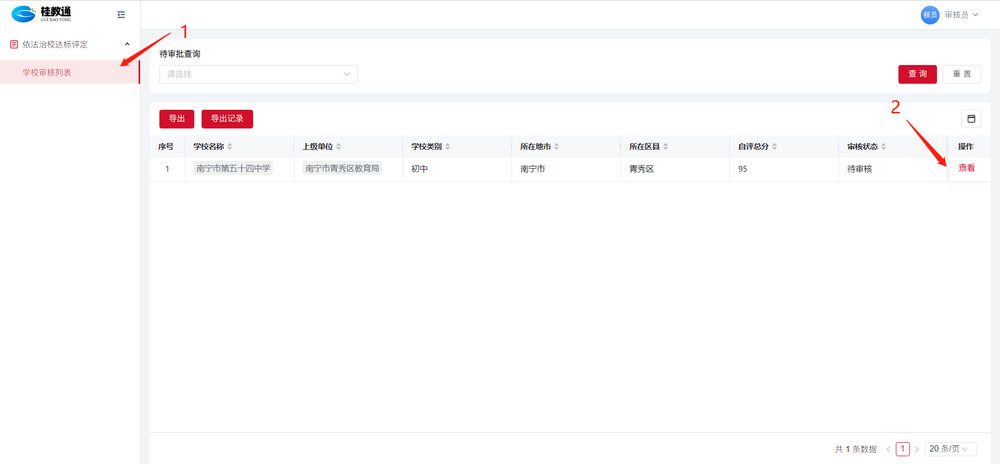 桂教通
GUI JIAO TONG
核员
审核员
1
依法治校达标评定
学校审核列表
待审批查询
请选择
查 询
重 置
2
导出
导出记录
序号
学校名称
上级单位
学校类别
所在地市
所在区县
自评总分
审核状态
操作
1
南宁市第五十四中学
南宁市青秀区教育局
初中
南宁市
青秀区
95
待审核
查看
共 1 条数据
1
20 条/页